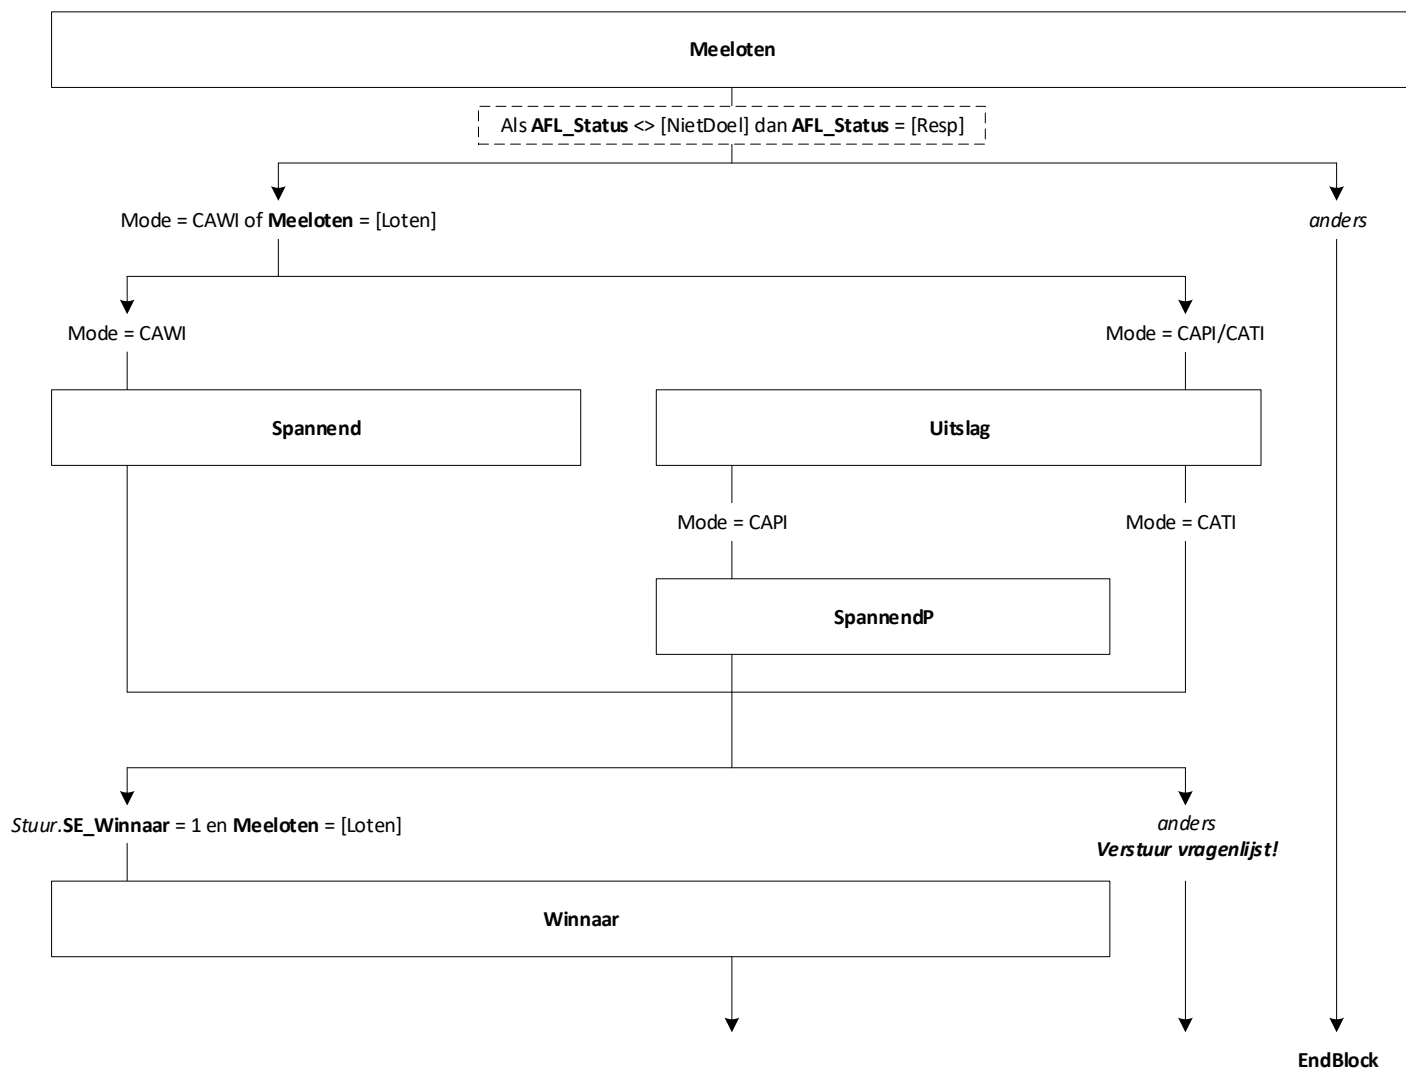 Meeloten
Als AFL_Status <> [NietDoel] dan AFL_Status = [Resp]
Mode = CAWI of Meeloten = [Loten]
anders
Mode = CAWI
Mode = CAPI/CATI
Spannend
Uitslag
Mode = CAPI
Mode = CATI
SpannendP
Stuur.SE_Winnaar = 1 en Meeloten = [Loten]
anders
Verstuur vragenlijst!
Winnaar
EndBlock